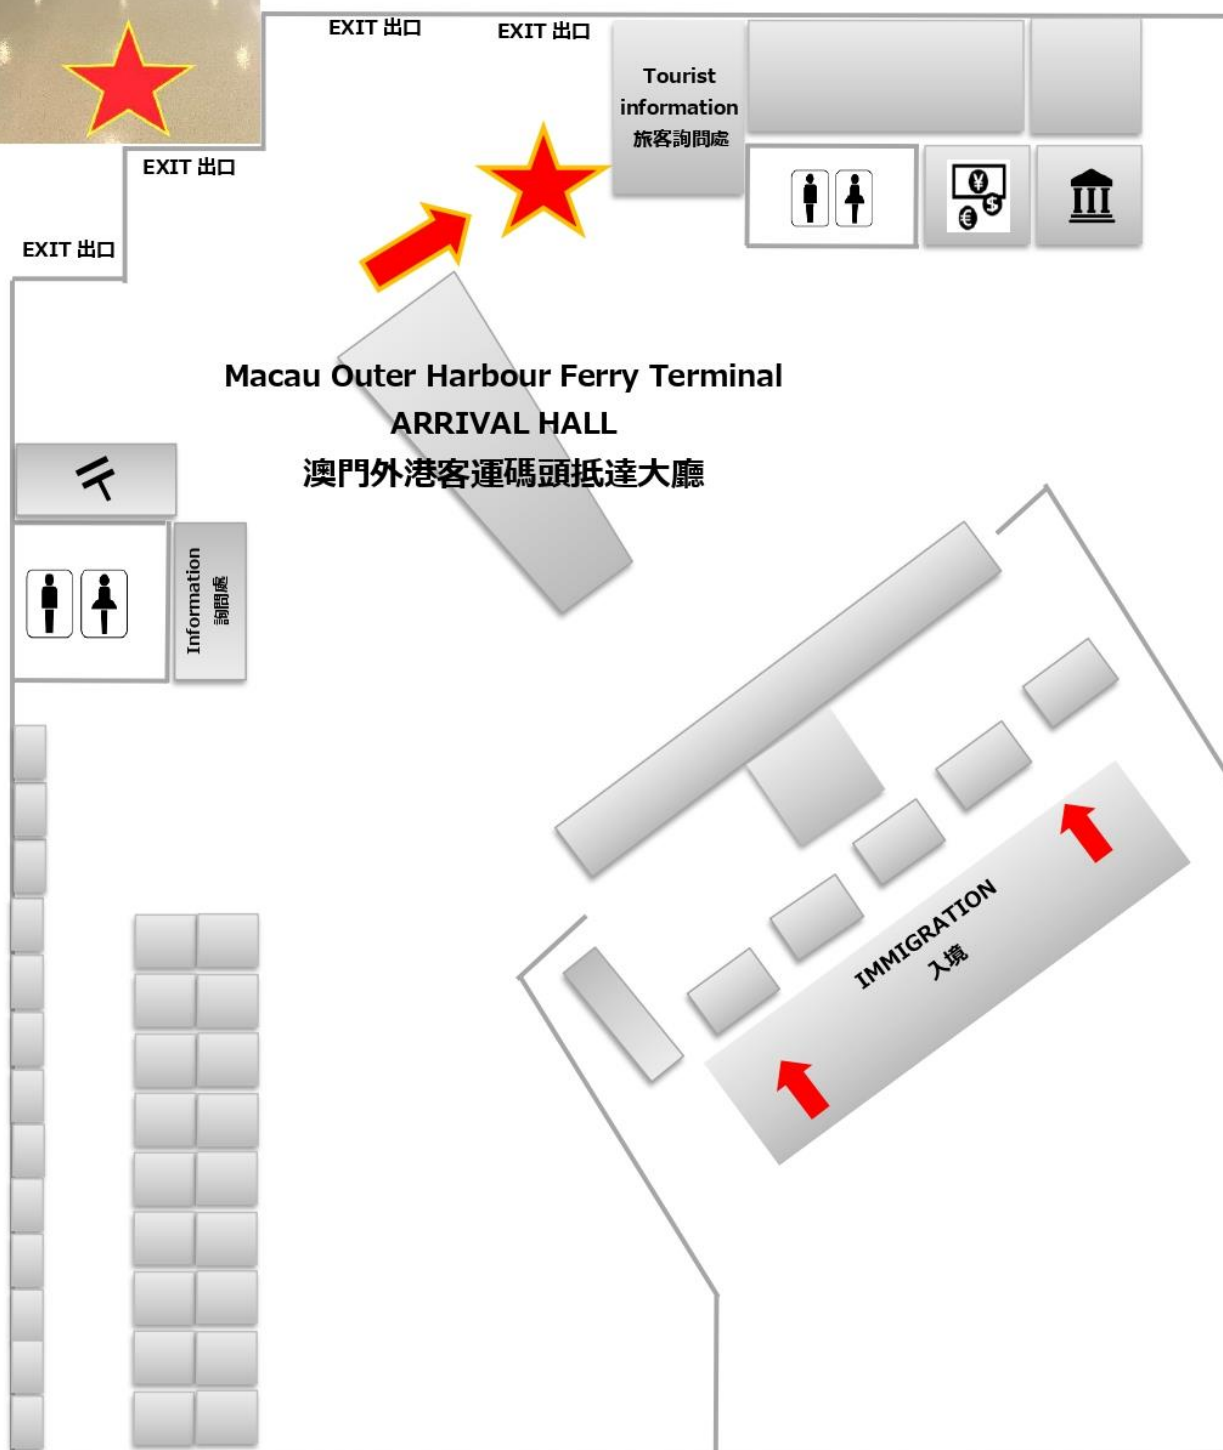 EXIT 出口
EXIT 出口
Tourist
information
旅客詢問處
EXIT 出口
EXIT 出口
Macau Outer Harbour Ferry Terminal
ARRIVAL HALL
澳門外港客運碼頭抵達大廳
Information
詢問處
IMMIGRATION
入境